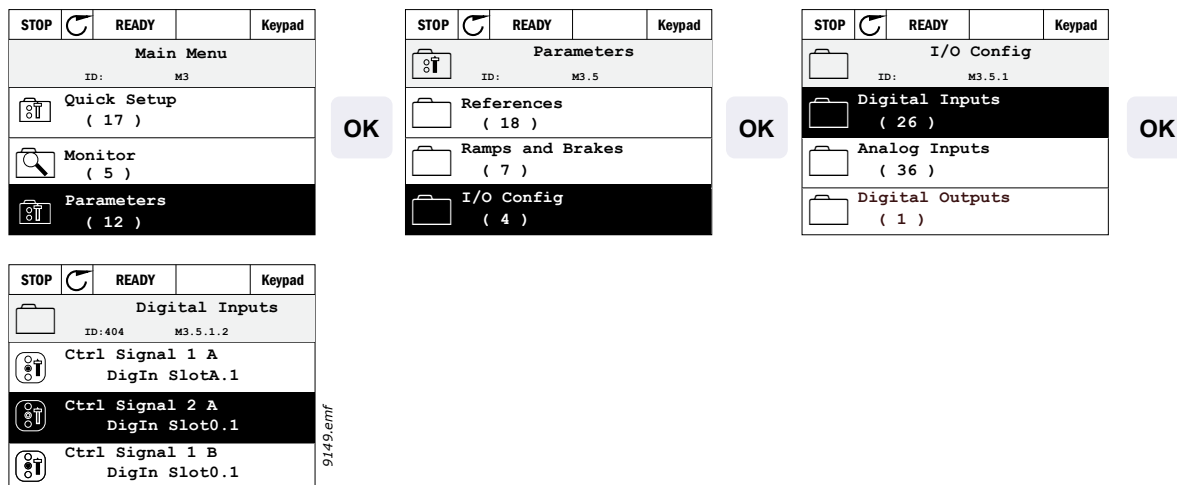 STOP READY Keypad
Main Menu
ID: M3
Quick Setup
( 17 )
Monitor
( 5 )
Parameters
( 12 )
OK
STOP READY Keypad
Parameters
ID: M3.5
References
( 18 )
Ramps and Brakes
( 7 )
I/O Config
( 4 )
OK
STOP READY Keypad
I/O Config
ID: M3.5.1
Digital Inputs
( 26 )
Analog Inputs
( 36 )
Digital Outputs
( 1 )
OK
STOP READY Keypad
Digital Inputs
ID:404 M3.5.1.2
Ctrl Signal 1 A
DigIn SlotA.1
Ctrl Signal 2 A
DigIn Slot0.1
Ctrl Signal 1 B
DigIn Slot0.1
9149.emf